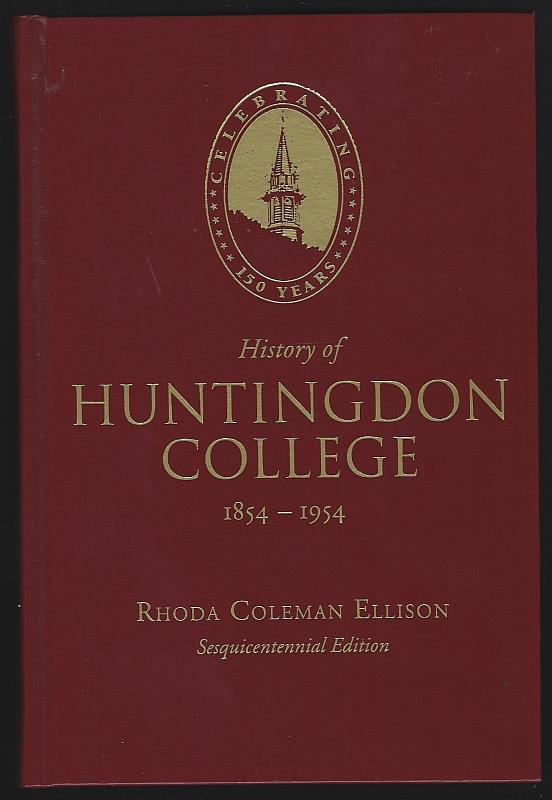 CELEBRATING
150 YEARS
History of
HUNTINGDON
COLLEGE
1854 – 1954
RHODA COLEMAN ELLISON
Sesquicentennial Edition